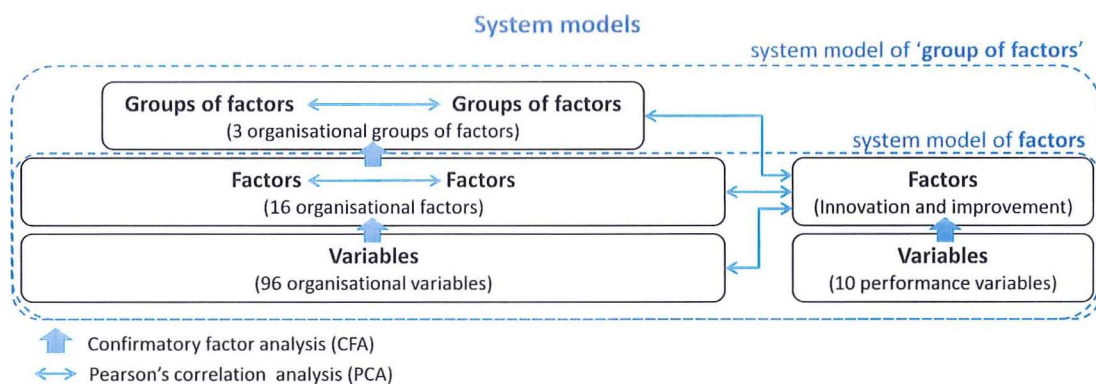 System models
system model of 'group of factors'
Groups of factors Groups of factors
(3 organisational groups of factors)
system model of factors
Factors Factors
(16 organisational factors)
Factors
(Innovation and improvement)
Variables
(96 organisational variables)
Variables
(10 performance variables)
Confirmatory factor analysis (CFA)
Pearson's correlation analysis (PCA)